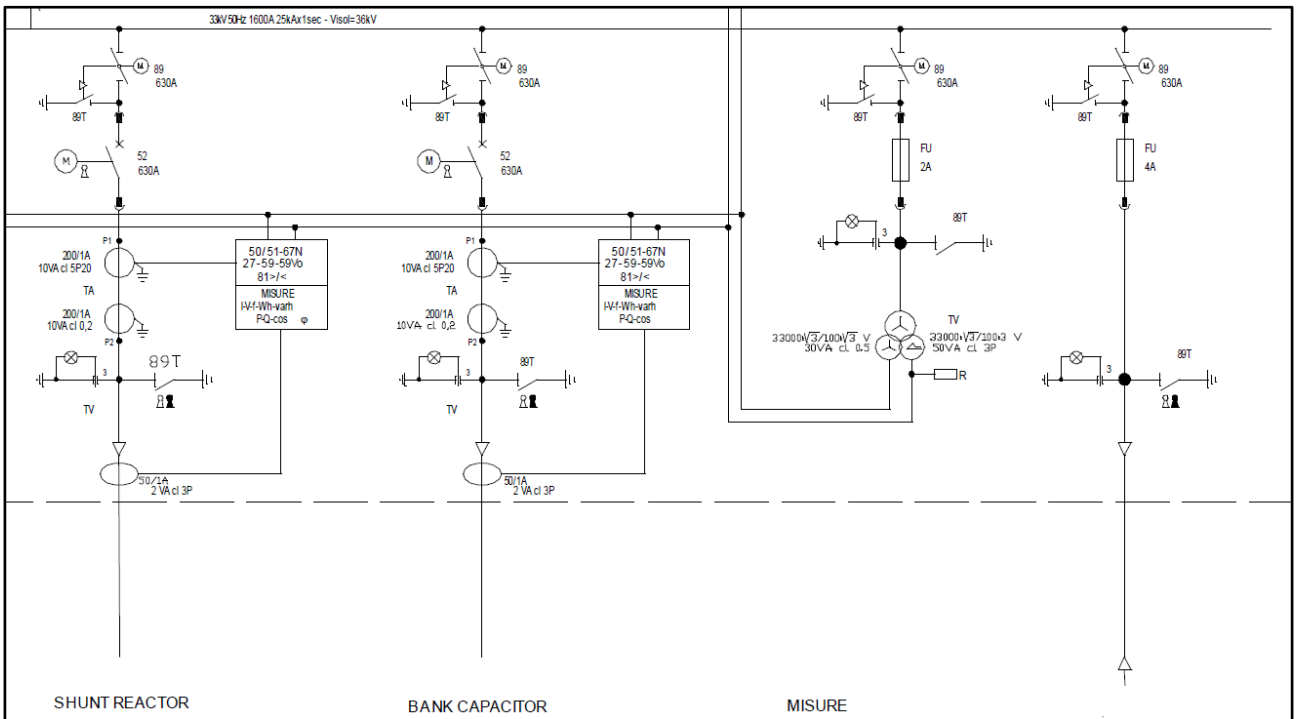 33kV50Hz 1600A 25kAx1sec - Visol=36kV
M
89
630A
89T
M
52
630A
P1
200/1A
10VA cl 5P20
TA
200/1A
10VA cl 0,2
P2
50/51-67N
27-59-59Vo
81>/<
MISURE
I-V-f-Wh-varh
P-Q-cos φ
3
89T
TV
50/1A
2 VA cl 3P
SHUNT REACTOR
M
89
630A
89T
M
52
630A
P1
200/1A
10VA cl 5P20
TA
200/1A
10VA cl 0,2
P2
50/51-67N
27-59-59Vo
81>/<
MISURE
I-V-f-Wh-varh
P-Q-cos
3
89T
TV
50/1A
2 VA cl 3P
BANK CAPACITOR
M
89
630A
89T
FU
2A
3
89T
TV
33000:√3/100:√3 V
30VA cl 0.5
33000:√3/100:3 V
50VA cl 3P
R
MISURE
M
89
630A
89T
FU
4A
3
89T